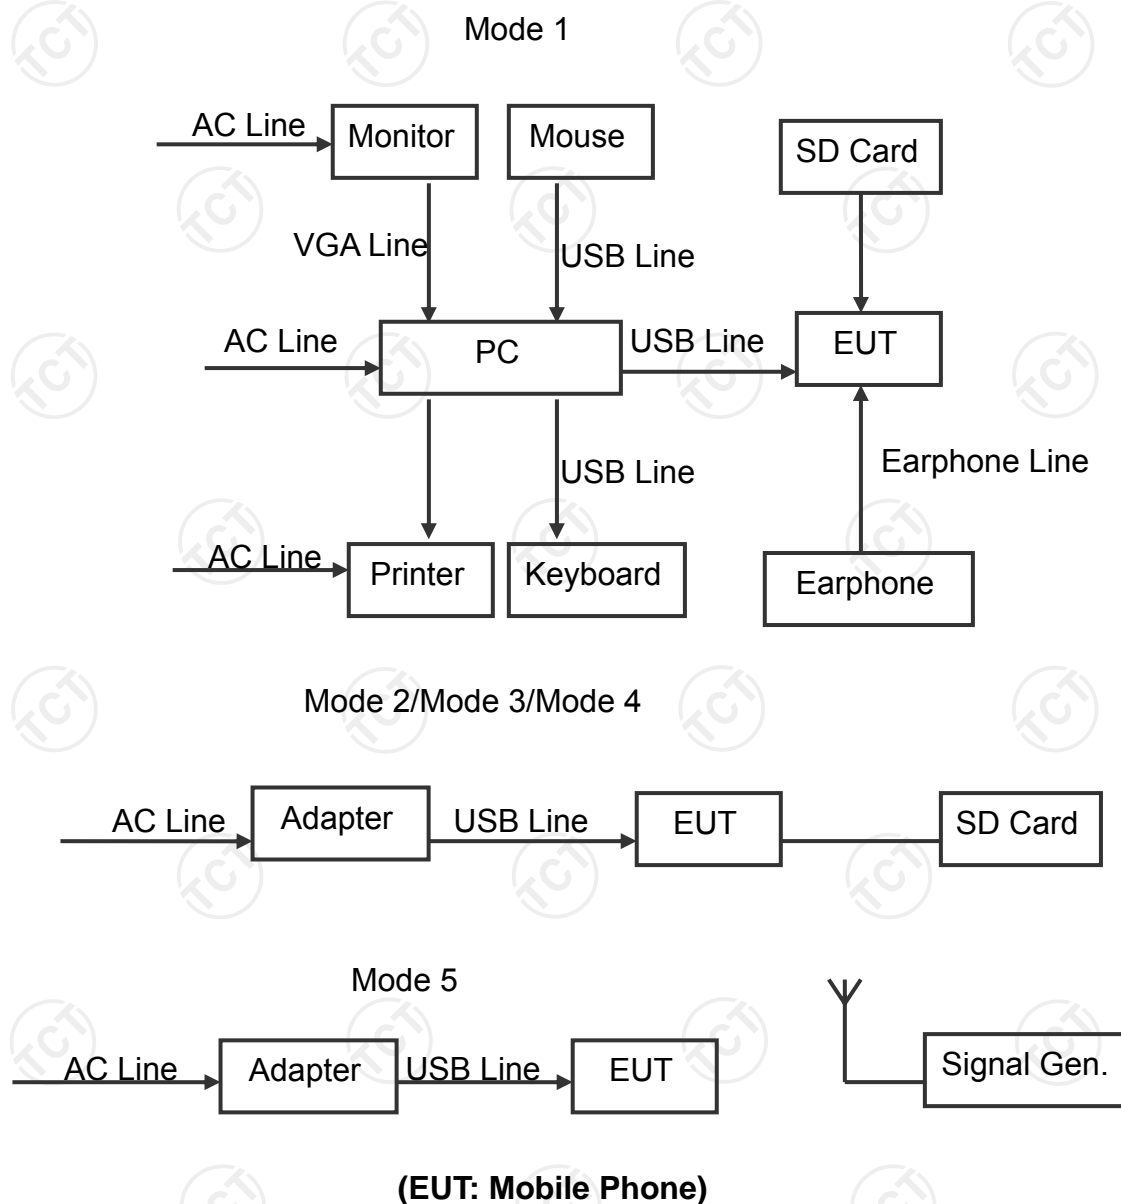 Mode 1
AC Line
Monitor
Mouse
SD Card
VGA Line
USB Line
AC Line
PC
USB Line
EUT
USB Line
Earphone Line
AC Line
Printer
Keyboard
Earphone
Mode 2/Mode 3/Mode 4
AC Line
Adapter
USB Line
EUT
SD Card
Mode 5
AC Line
Adapter
USB Line
EUT
Signal Gen.
(EUT: Mobile Phone)
TCT